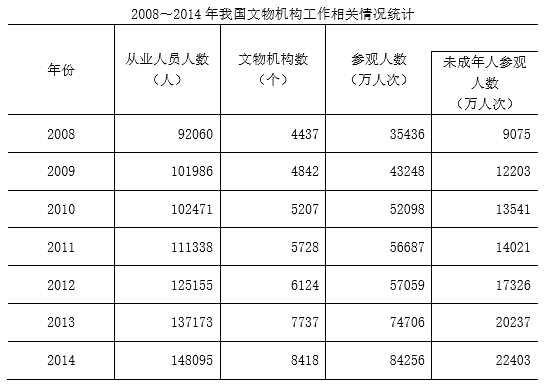 2008～2014 年我国文物机构工作相关情况统计
年份 从业人员人数（人） 文物机构数（个） 参观人数（万人次） 未成年人参观人数（万人次）
2008 92060 4437 35436 9075
2009 101986 4842 43248 12203
2010 102471 5207 52098 13541
2011 111338 5728 56687 14021
2012 125155 6124 57059 17326
2013 137173 7737 74706 20237
2014 148095 8418 84256 22403